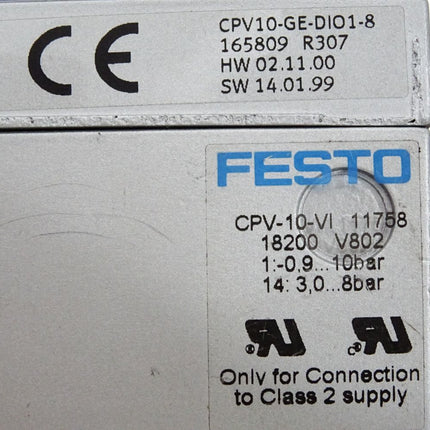 CE
CPV10-GE-DIO1-8
165809 R307
HW 02.11.00
SW 14.01.99
FESTO
CPV-10-VI 11758
18200 V802
1:-0,9...10bar
14: 3,0...8bar
Only for Connection
to Class 2 supply